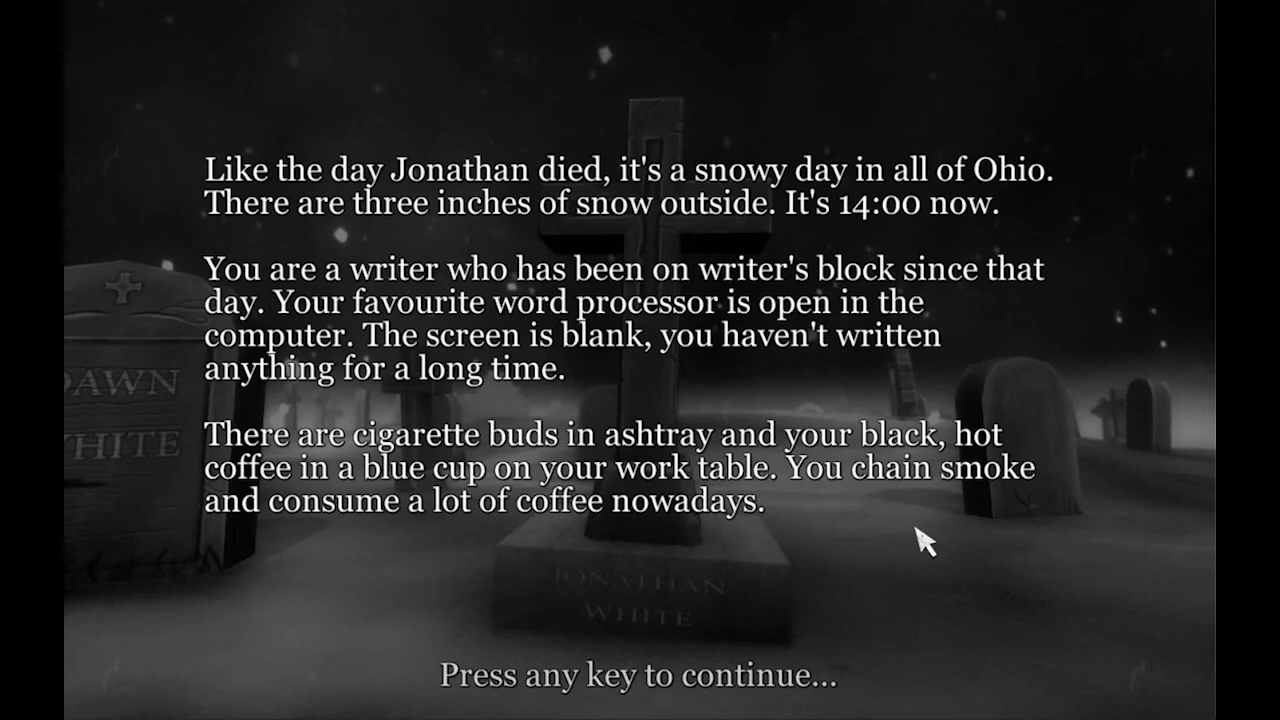 Like the day Jonathan died, it's a snowy day in all of Ohio.
There are three inches of snow outside. It's 14:00 now.
You are a writer who has been on writer's block since that
day. Your favourite word processor is open in the
computer. The screen is blank, you haven't written
anything for a long time.
There are cigarette buds in ashtray and your black, hot
coffee in a blue cup on your work table. You chain smoke
and consume a lot of coffee nowadays.
DAWN
WHITE
JONATHAN
WHITE
Press any key to continue...